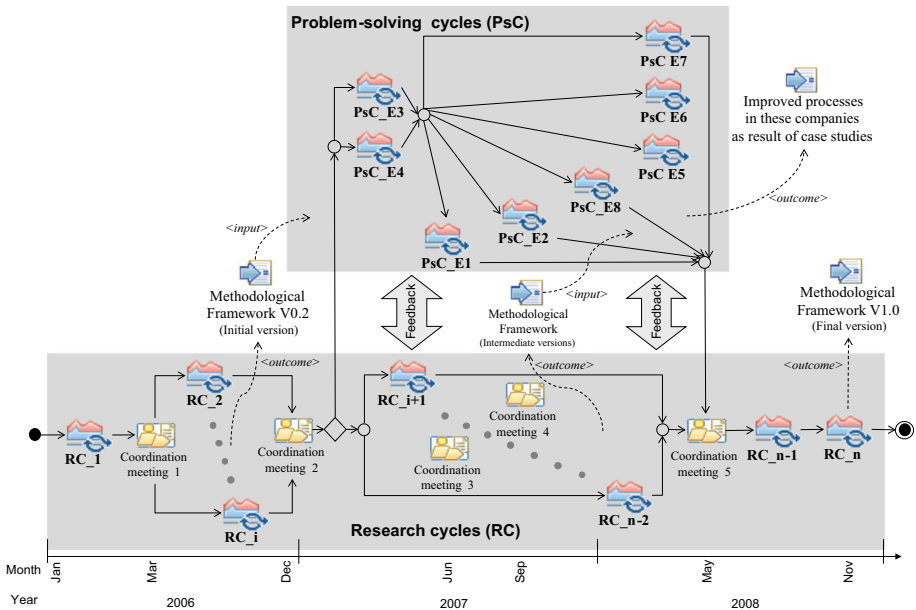 Problem-solving cycles (PsC)
PsC E7
PsC_E3
PsC E6
Improved processes
in these companies
as result of case studies
PsC_E4
PsC E5
PsC_E8
<outcome>
PsC_E2
<input>
PsC_E1
Methodological
Framework V0.2
(Initial version)
Feedback
<input>
Methodological
Framework
(Intermediate versions)
Feedback
Methodological
Framework V1.0
(Final version)
<outcome>
<outcome>
<outcome>
RC_2
RC_i+1
Coordination
meeting 4
RC_1
Coordination
meeting 1
Coordination
meeting 2
Coordination
meeting 3
Coordination
meeting 5
RC_n-1
RC_n
RC_i
RC_n-2
Research cycles (RC)
Month
Jan
Mar
Dec
Jun
Sep
May
Nov
Year
2006
2007
2008